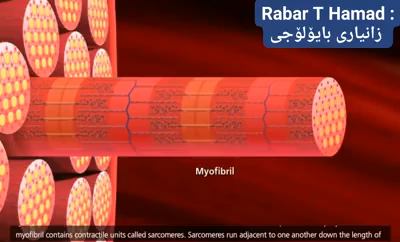 Rabar T Hamad :
زانیاری بایۆلۆجی
Myofibril
myofibril contains contractile units called sarcomeres. Sarcomeres run adjacent to one another down the length of